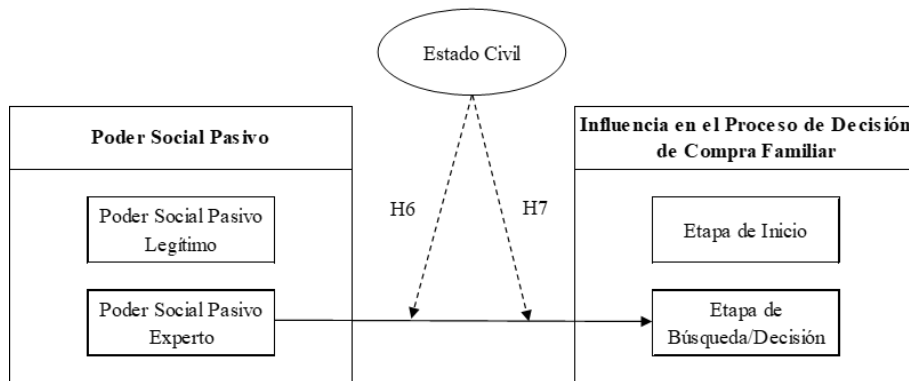 Estado Civil
Poder Social Pasivo
Influencia en el Proceso de Decisión
de Compra Familiar
Poder Social Pasivo
Legítimo
H6
H7
Etapa de Inicio
Poder Social Pasivo
Experto
Etapa de
Búsqueda/Decisión